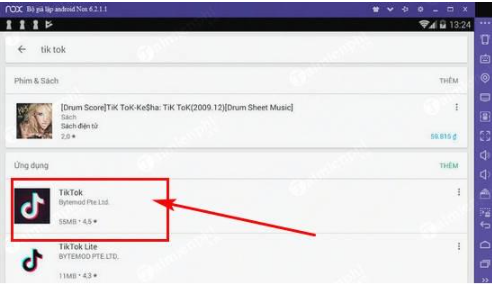 nox Bộ giả lập android Nox 6.2.1.1
13:24
tik tok
Phim & Sách
THÊM
[Drum Score]TiK ToK-Ke$ha: TiK ToK(2009.12)[Drum Sheet Music]
Sách
Sách điện tử
2,0 ★
Ứng dụng
THÊM
TikTok
Bytemod Pte Ltd.
55MB • 4,5 ★
TikTok Lite
BYTEMOD PTE.LTD.
11MB • 4,3 ★